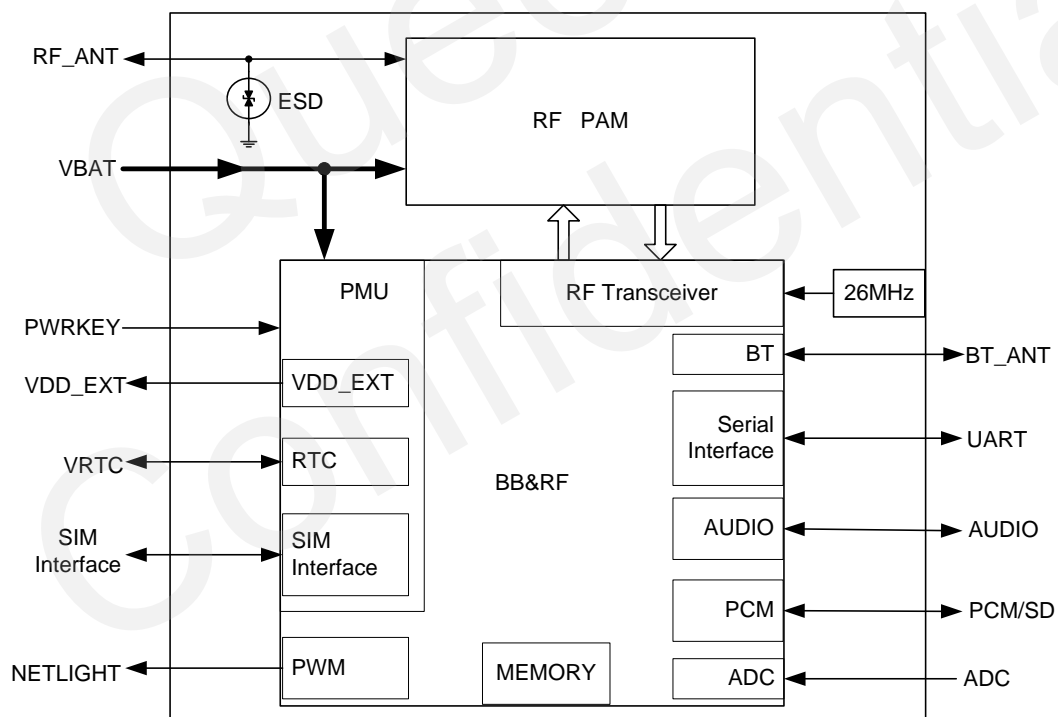 RF_ANT
ESD
RF PAM
VBAT
PMU
RF Transceiver
26MHz
PWRKEY
BT
BT_ANT
VDD_EXT
VDD_EXT
Serial
Interface
UART
VRTC
RTC
BB&RF
SIM
Interface
SIM
Interface
AUDIO
AUDIO
PCM
PCM/SD
NETLIGHT
PWM
MEMORY
ADC
ADC
Confidential